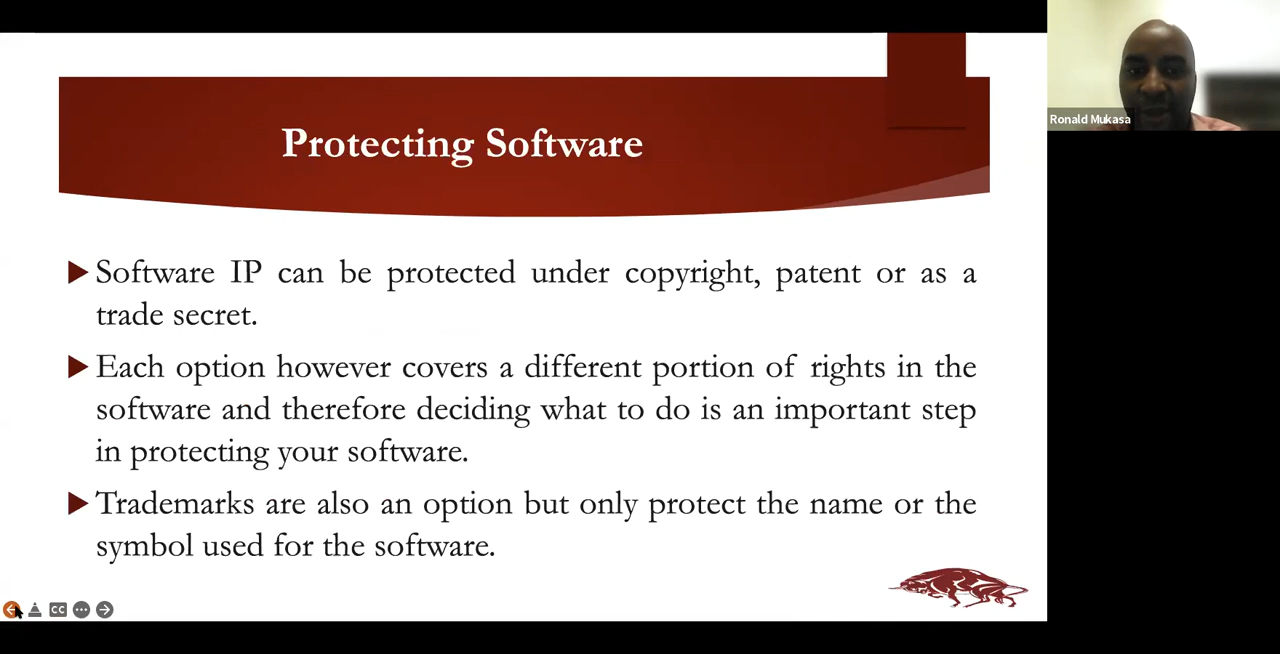 Protecting Software
Software IP can be protected under copyright, patent or as a
trade secret.
Each option however covers a different portion of rights in the
software and therefore deciding what to do is an important step
in protecting your software.
Trademarks are also an option but only protect the name or the
symbol used for the software.
Ronald Mukasa
CC